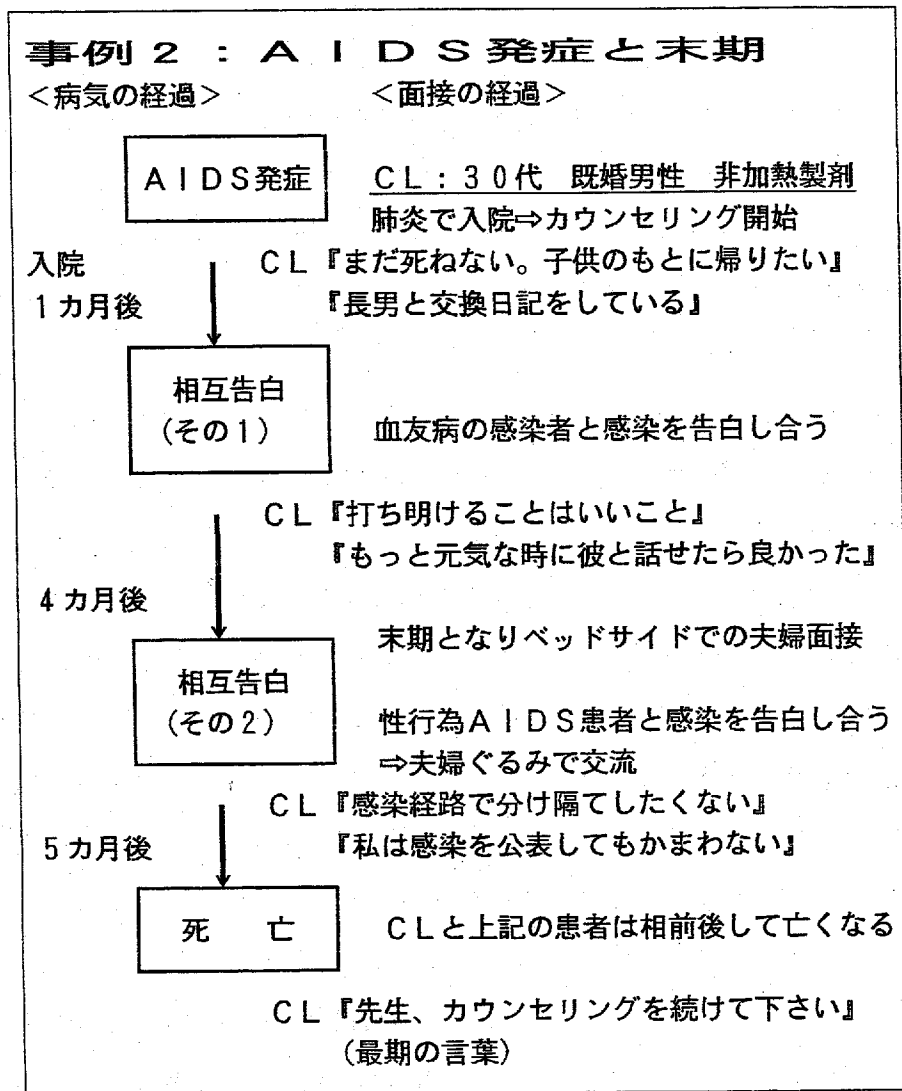 事例２：ＡＩＤＳ発症と末期
＜病気の経過＞ ＜面接の経過＞
ＡＩＤＳ発症
ＣＬ：３０代 既婚男性 非加熱製剤
肺炎で入院⇨カウンセリング開始
入院
ＣＬ『まだ死ねない。子供のもとに帰りたい』
1カ月後
『長男と交換日記をしている』
相互告白
(その1)
血友病の感染者と感染を告白し合う
ＣＬ『打ち明けることはいいこと』
『もっと元気な時に彼と話せたら良かった』
4カ月後
末期となりベッドサイドでの夫婦面接
相互告白
(その2)
性行為ＡＩＤＳ患者と感染を告白し合う
⇨夫婦ぐるみで交流
ＣＬ『感染経路で分け隔てしたくない』
5カ月後
『私は感染を公表してもかまわない』
死 亡
ＣＬと上記の患者は相前後して亡くなる
ＣＬ『先生、カウンセリングを続けて下さい』
(最期の言葉)